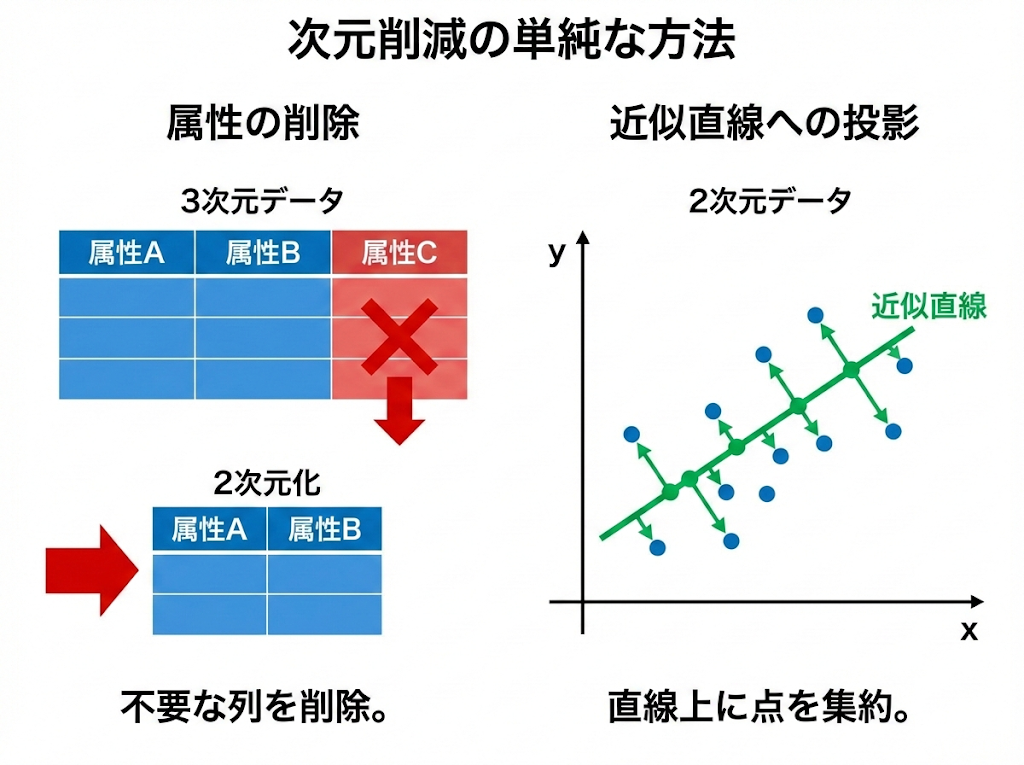 次元削減の単純な方法
属性の削除
3次元データ
属性A 属性B 属性C
2次元化
属性A 属性B
不要な列を削除。
近似直線への投影
2次元データ
y
近似直線
x
直線上に点を集約。